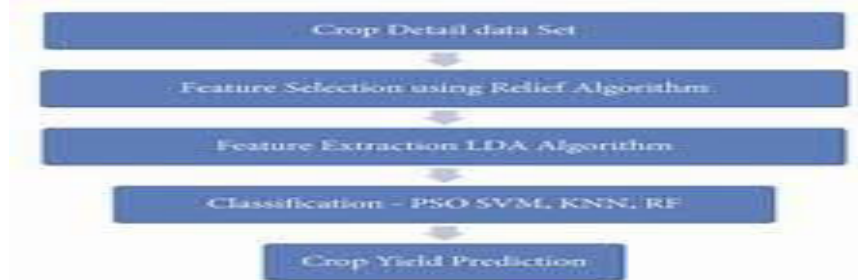 Crop Detail data Set
Feature Selection using Relief Algorithm
Feature Extraction LDA Algorithm
Classification - PSO SVM, KNN, RF
Crop Yield Prediction